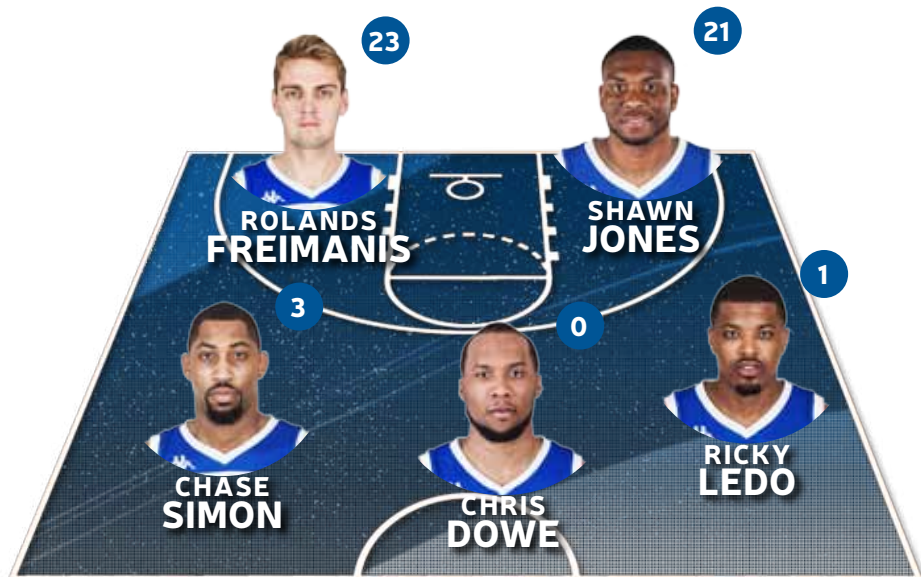 23
21
ROLANDS
FREIMANIS
SHAWN
JONES
3
0
1
CHASE
SIMON
CHRIS
DOWE
RICKY
LEDO